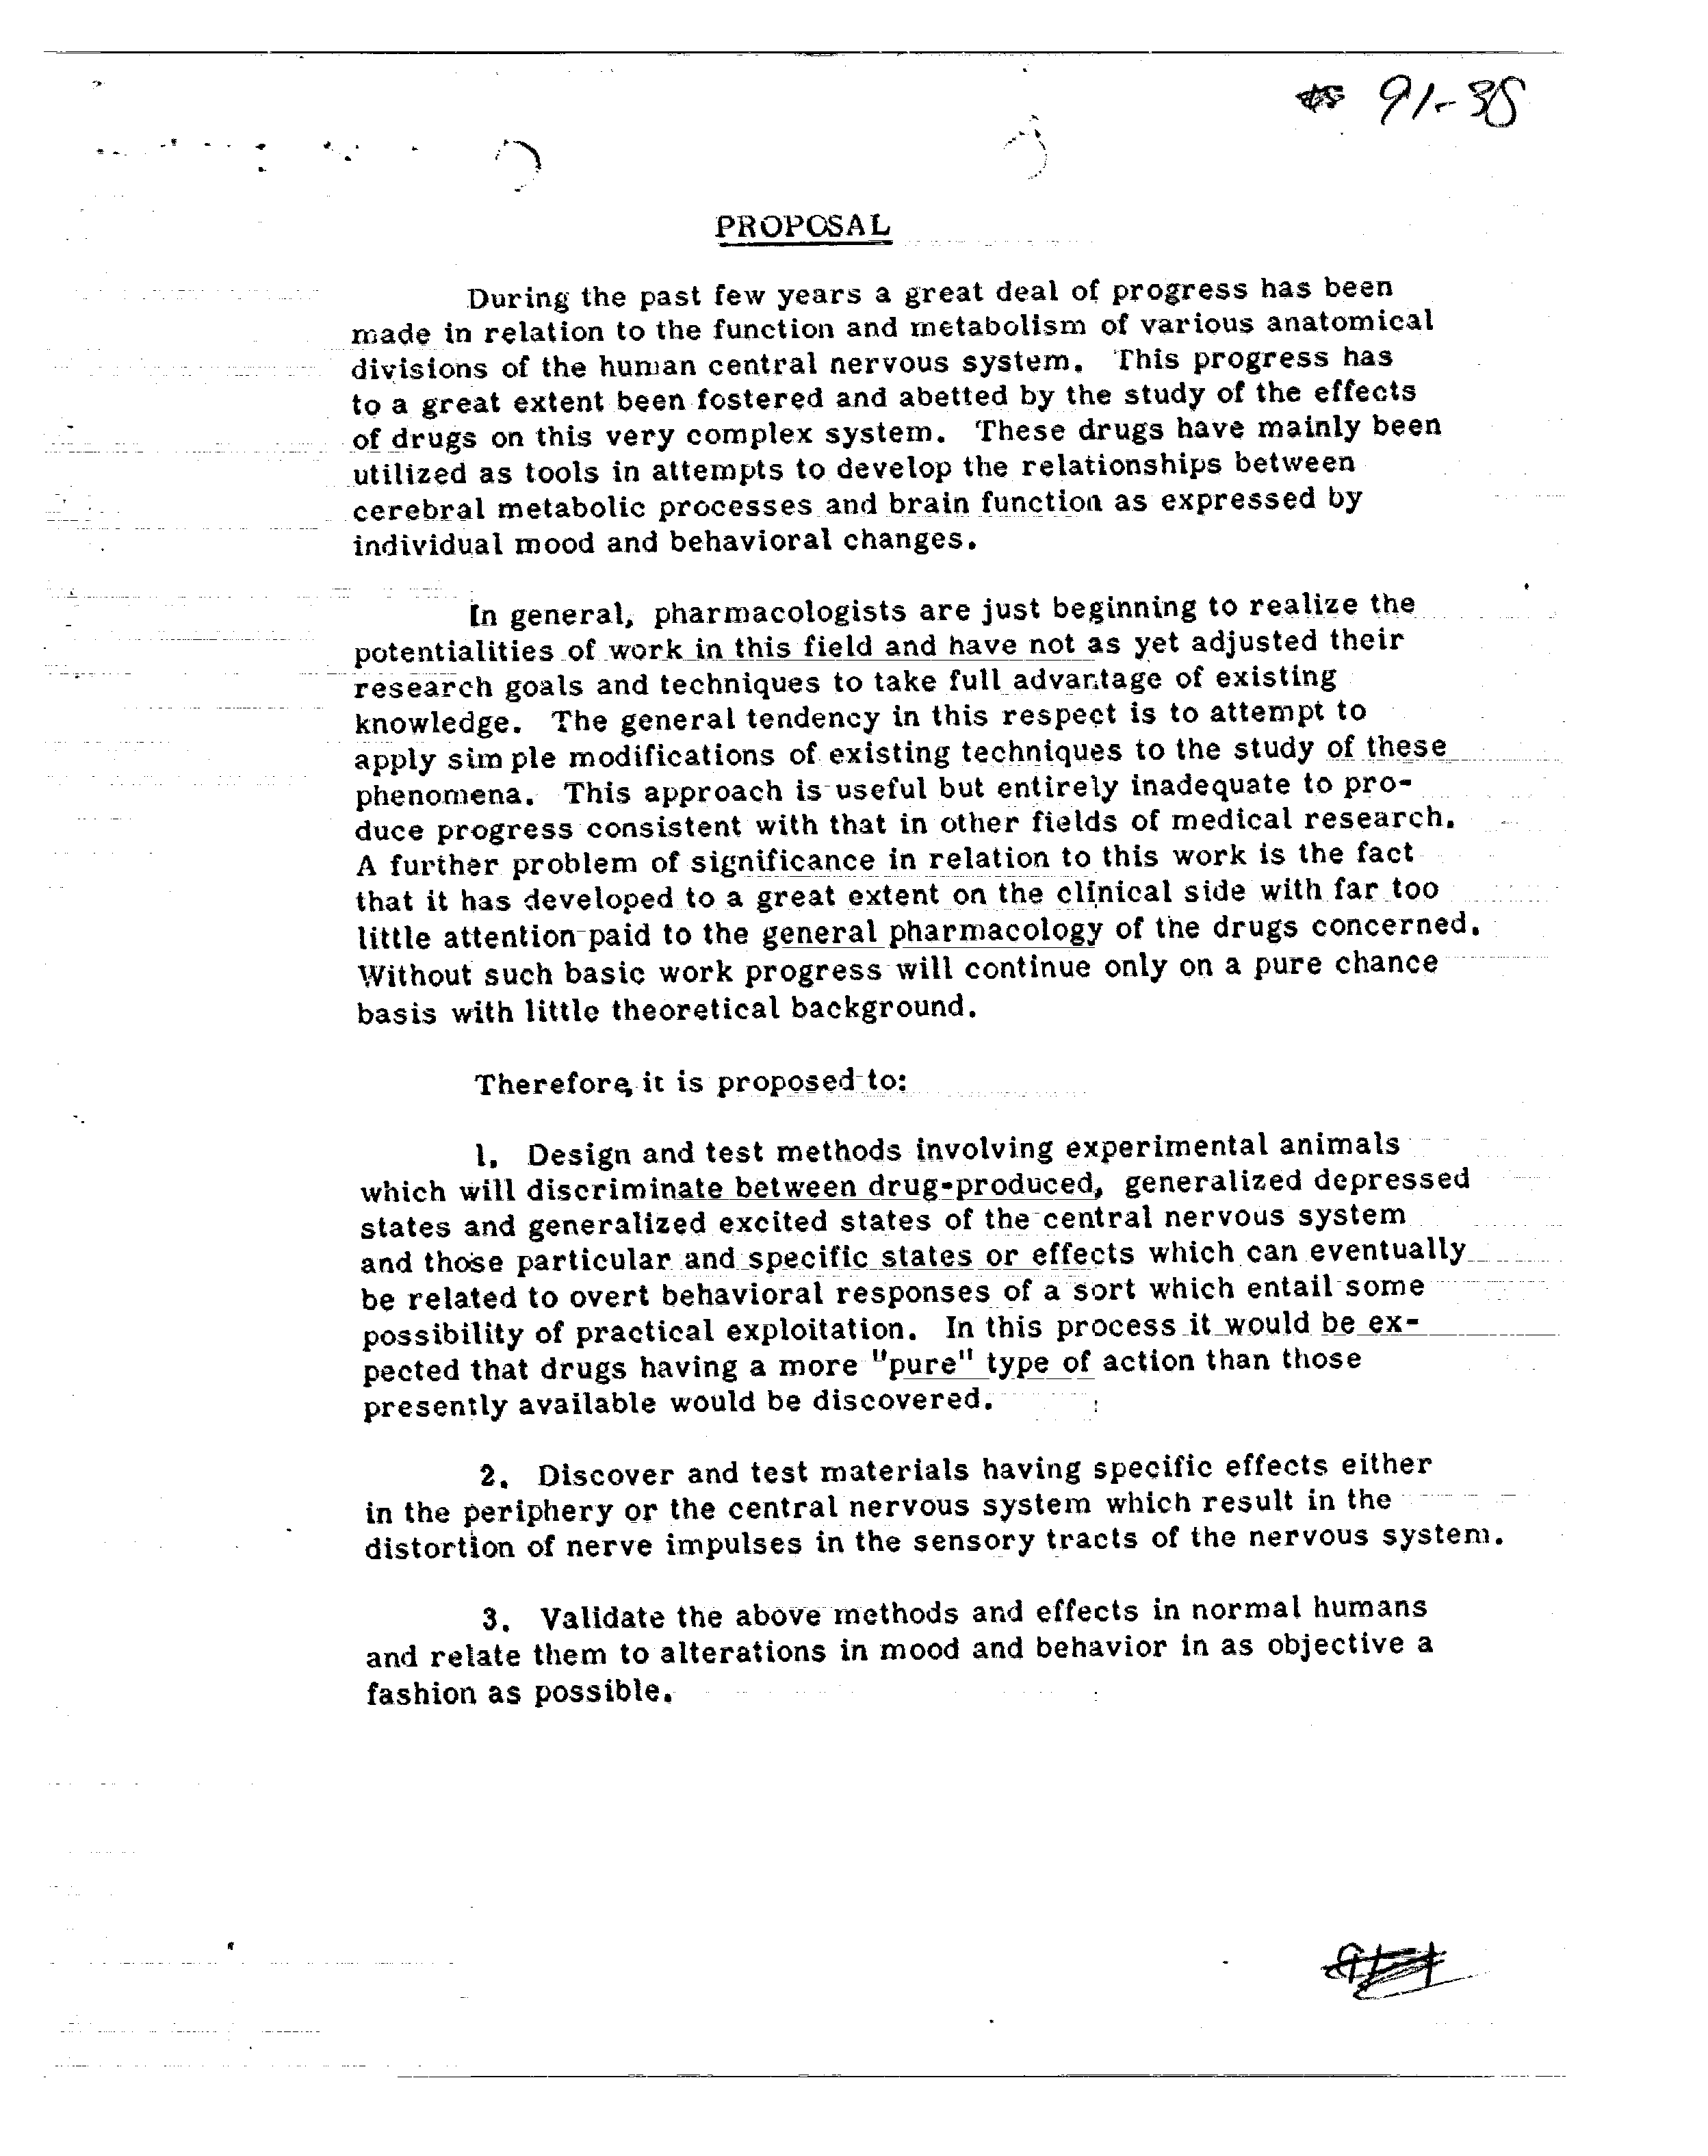 91-35
PROPOSAL
During the past few years a great deal of progress has been
made in relation to the function and metabolism of various anatomical
divisions of the human central nervous system. This progress has
to a great extent been fostered and abetted by the study of the effects
of drugs on this very complex system. These drugs have mainly been
utilized as tools in attempts to develop the relationships between
cerebral metabolic processes and brain function as expressed by
individual mood and behavioral changes.
In general, pharmacologists are just beginning to realize the
potentialities of work in this field and have not as yet adjusted their
research goals and techniques to take full advantage of existing
knowledge. The general tendency in this respect is to attempt to
apply sim ple modifications of existing techniques to the study of these
phenomena. This approach is useful but entirely inadequate to pro-
duce progress consistent with that in other fields of medical research.
A further problem of significance in relation to this work is the fact
that it has developed to a great extent on the clinical side with far too
little attention paid to the general pharmacology of the drugs concerned.
Without such basic work progress will continue only on a pure chance
basis with little theoretical background.
Therefore, it is proposed to:
1. Design and test methods involving experimental animals
which will discriminate between drug-produced, generalized depressed
states and generalized excited states of the central nervous system
and those particular and specific states or effects which can eventually
be related to overt behavioral responses of a sort which entail some
possibility of practical exploitation. In this process it would be ex-
pected that drugs having a more "pure" type of action than those
presently available would be discovered.
2. Discover and test materials having specific effects either
in the periphery or the central nervous system which result in the
distortion of nerve impulses in the sensory tracts of the nervous system.
3. Validate the above methods and effects in normal humans
and relate them to alterations in mood and behavior in as objective a
fashion as possible.